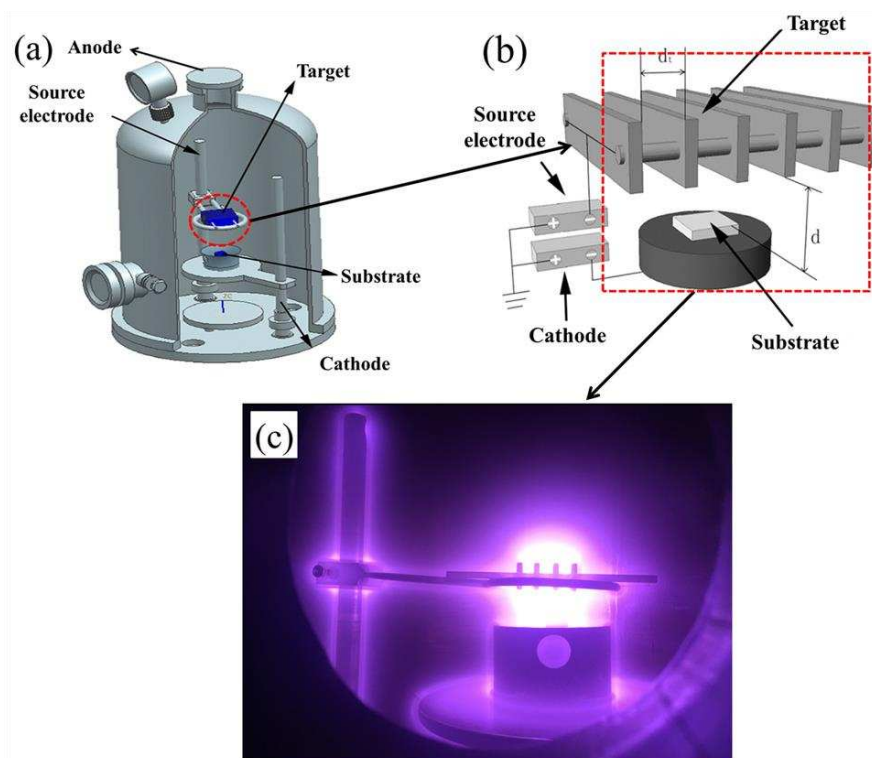 (a)
Anode
Target
Source
electrode
Substrate
Cathode
(b)
Target
dt
Source
electrode
d
Cathode
Substrate
(c)